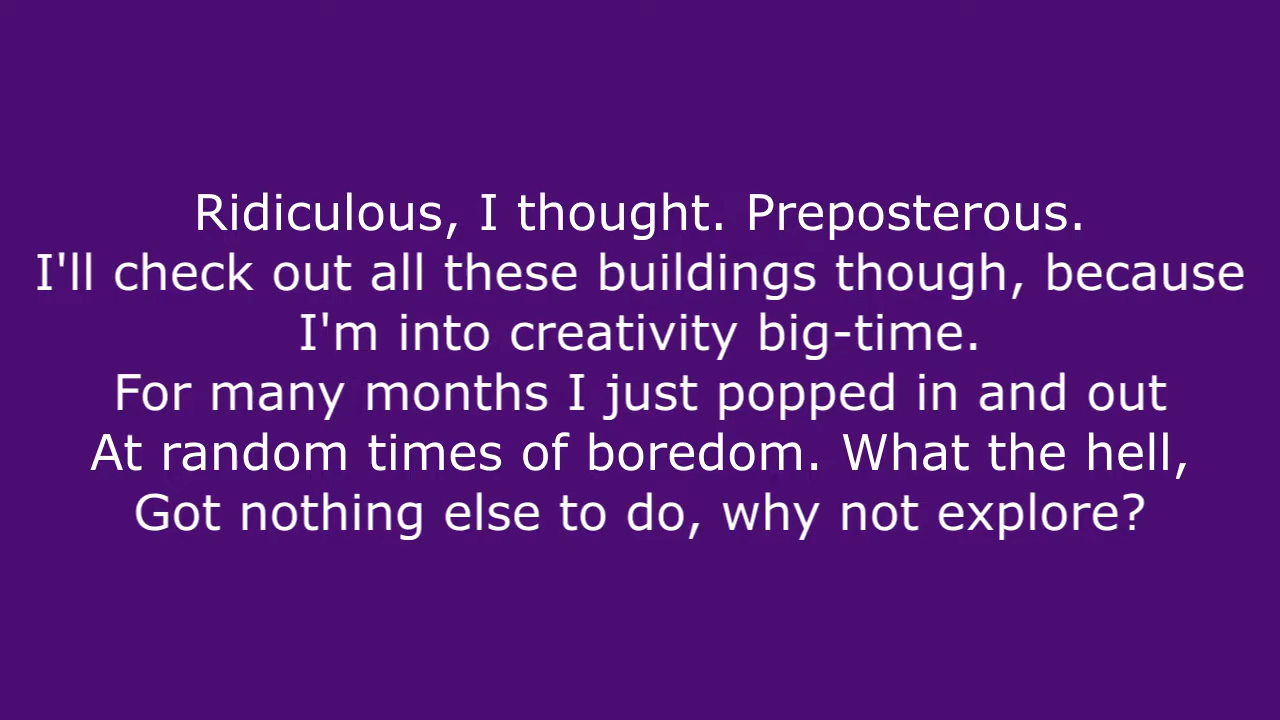 Ridiculous, I thought. Preposterous.
I'll check out all these buildings though, because
I'm into creativity big-time.
For many months I just popped in and out
At random times of boredom. What the hell,
Got nothing else to do, why not explore?